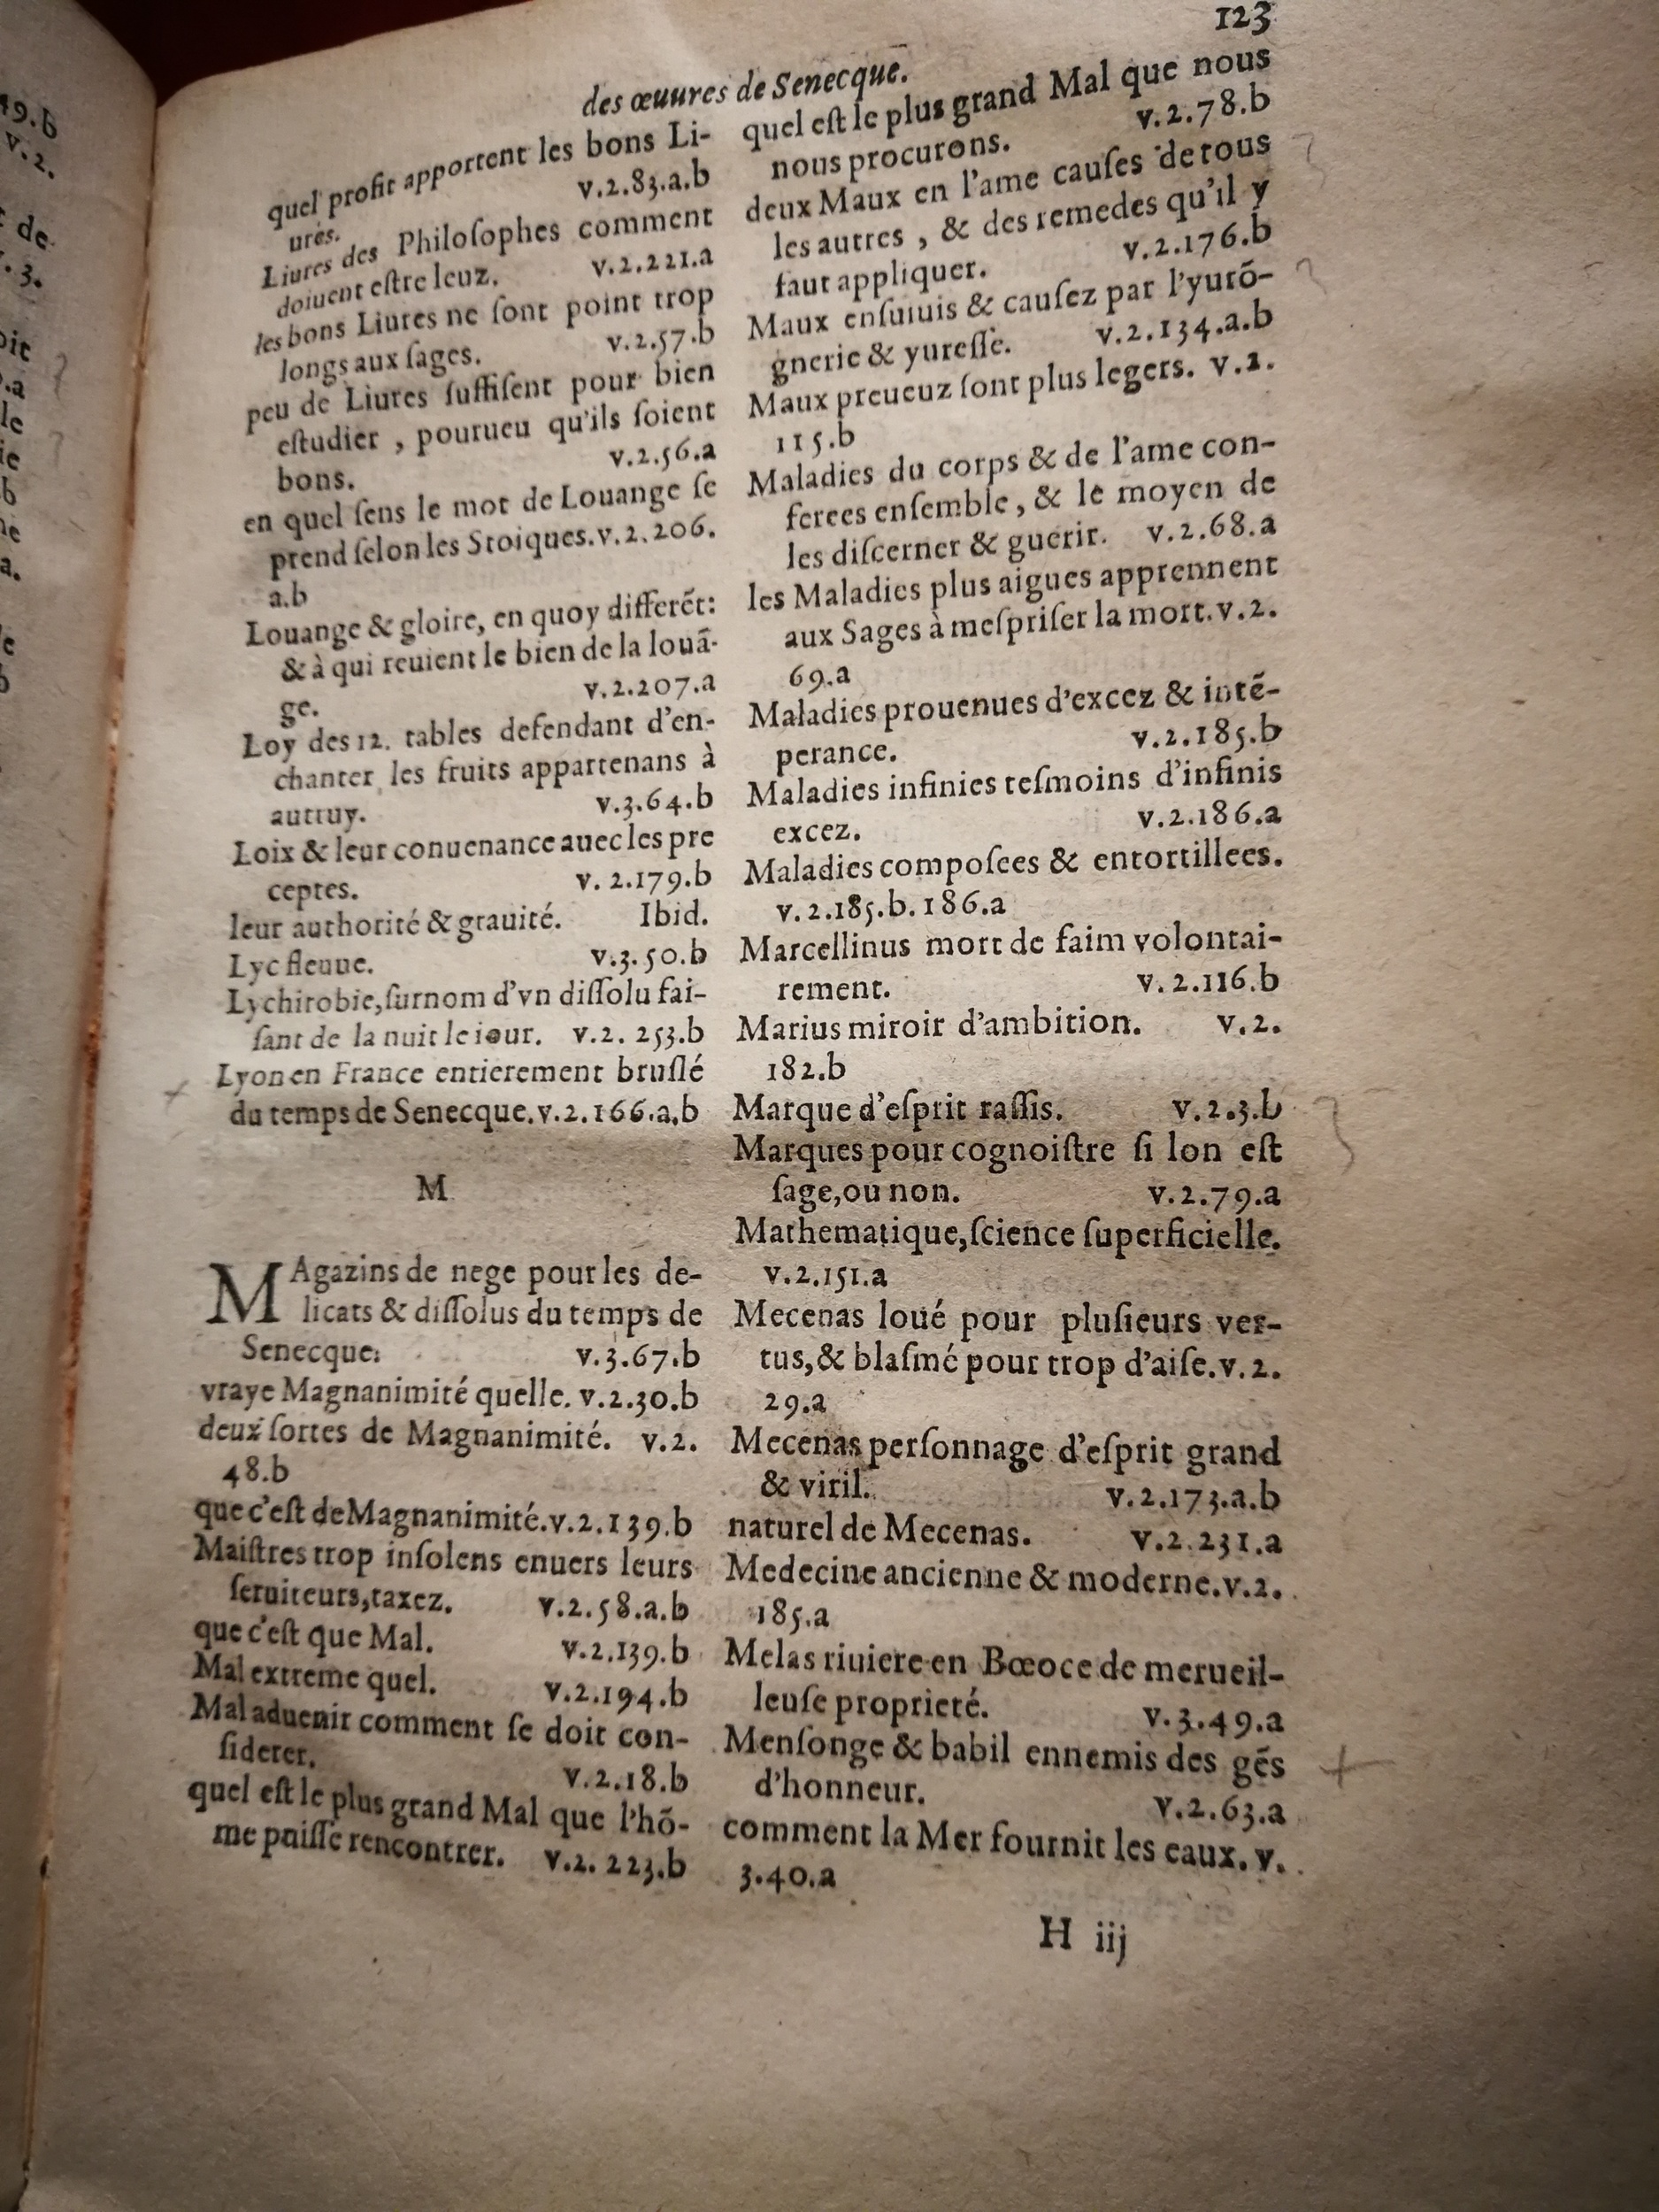 123
des œuures de Senecque.
quel profit apportent les bons Li-
ures. v.2.83.a.b
Liures des Philoſophes comment
doiuent eſtre leuz. v.2.221.a
les bons Liures ne ſont point trop
longs aux ſages. v.2.57.b
peu de Liures ſuffiſent pour bien
eſtudier , pourueu qu'ils ſoient
bons. v.2.56.a
en quel ſens le mot de Louange ſe
prend ſelon les Stoiques.v.2.206.
a.b
Louange & gloire, en quoy differẽt:
& à qui reuient le bien de la louã-
ge. v.2.207.a
Loy des 12. tables defendant d'en-
chanter les fruits appartenans à
autruy. v.3.64.b
Loix & leur conuenance auec les pre
ceptes. v. 2.179.b
leur authorité & grauité. Ibid.
Lyc fleuue. v.3.50.b
Lychirobie,ſurnom d'vn diſſolu fai-
ſant de la nuit le iour. v.2. 253.b
Lyon en France entierement bruſlé
du temps de Senecque.v.2.166.a,b
M
MAgazins de nege pour les de-
licats & diſſolus du temps de
Senecque: v.3.67.b
vraye Magnanimité quelle. v.2.30.b
deux ſortes de Magnanimité. v.2.
48.b
que c'eſt de Magnanimité.v.2.139.b
Maiſtres trop inſolens enuers leurs
ſeruiteurs,taxez. v.2.58.a.b
que c'eſt que Mal. v.2.139.b
Mal extreme quel. v.2.194.b
Mal aduenir comment ſe doit con-
ſiderer. v.2.18.b
quel eſt le plus grand Mal que l'hõ-
me puiſſe rencontrer. v.2. 223.b
quel eſt le plus grand Mal que nous
nous procurons. v.2.78.b
deux Maux en l'ame cauſes de tous
les autres , & des remedes qu'il y
faut appliquer. v.2.176.b
Maux enſuiuis & cauſez par l'yurõ-
gnerie & yureſſe. v.2.134.a.b
Maux preueuz ſont plus legers. v.2.
115.b
Maladies du corps & de l'ame con-
ferees enſemble , & le moyen de
les diſcerner & guerir. v.2.68.a
les Maladies plus aigues apprennent
aux Sages à meſpriſer la mort.v.2.
69.a
Maladies prouenues d'excez & intẽ-
perance. v.2.185.b
Maladies infinies teſmoins d'infinis
excez. v.2.186.a
Maladies compoſees & entortillees.
v.2.185.b.186.a
Marcellinus mort de faim volontai-
rement. v.2.116.b
Marius miroir d'ambition. v.2.
182.b
Marque d'eſprit raſſis. v.2.3.b
Marques pour cognoiſtre ſi lon eſt
ſage,ou non. v.2.79.a
Mathematique,ſcience ſuperficielle.
v.2.151.a
Mecenas loué pour pluſieurs ver-
tus,& blaſmé pour trop d'aiſe.v.2.
29.a
Mecenas perſonnage d'eſprit grand
& viril. v.2.173.a.b
naturel de Mecenas. v.2.231.a
Medecine ancienne & moderne.v.2.
185.a
Melas riuiere en Bœoce de merueil-
leuſe proprieté. v.3.49.a
Menſonge & babil ennemis des gẽs
d'honneur. v.2.63.a
comment la Mer fournit les eaux. v.
3.40.a
H iij